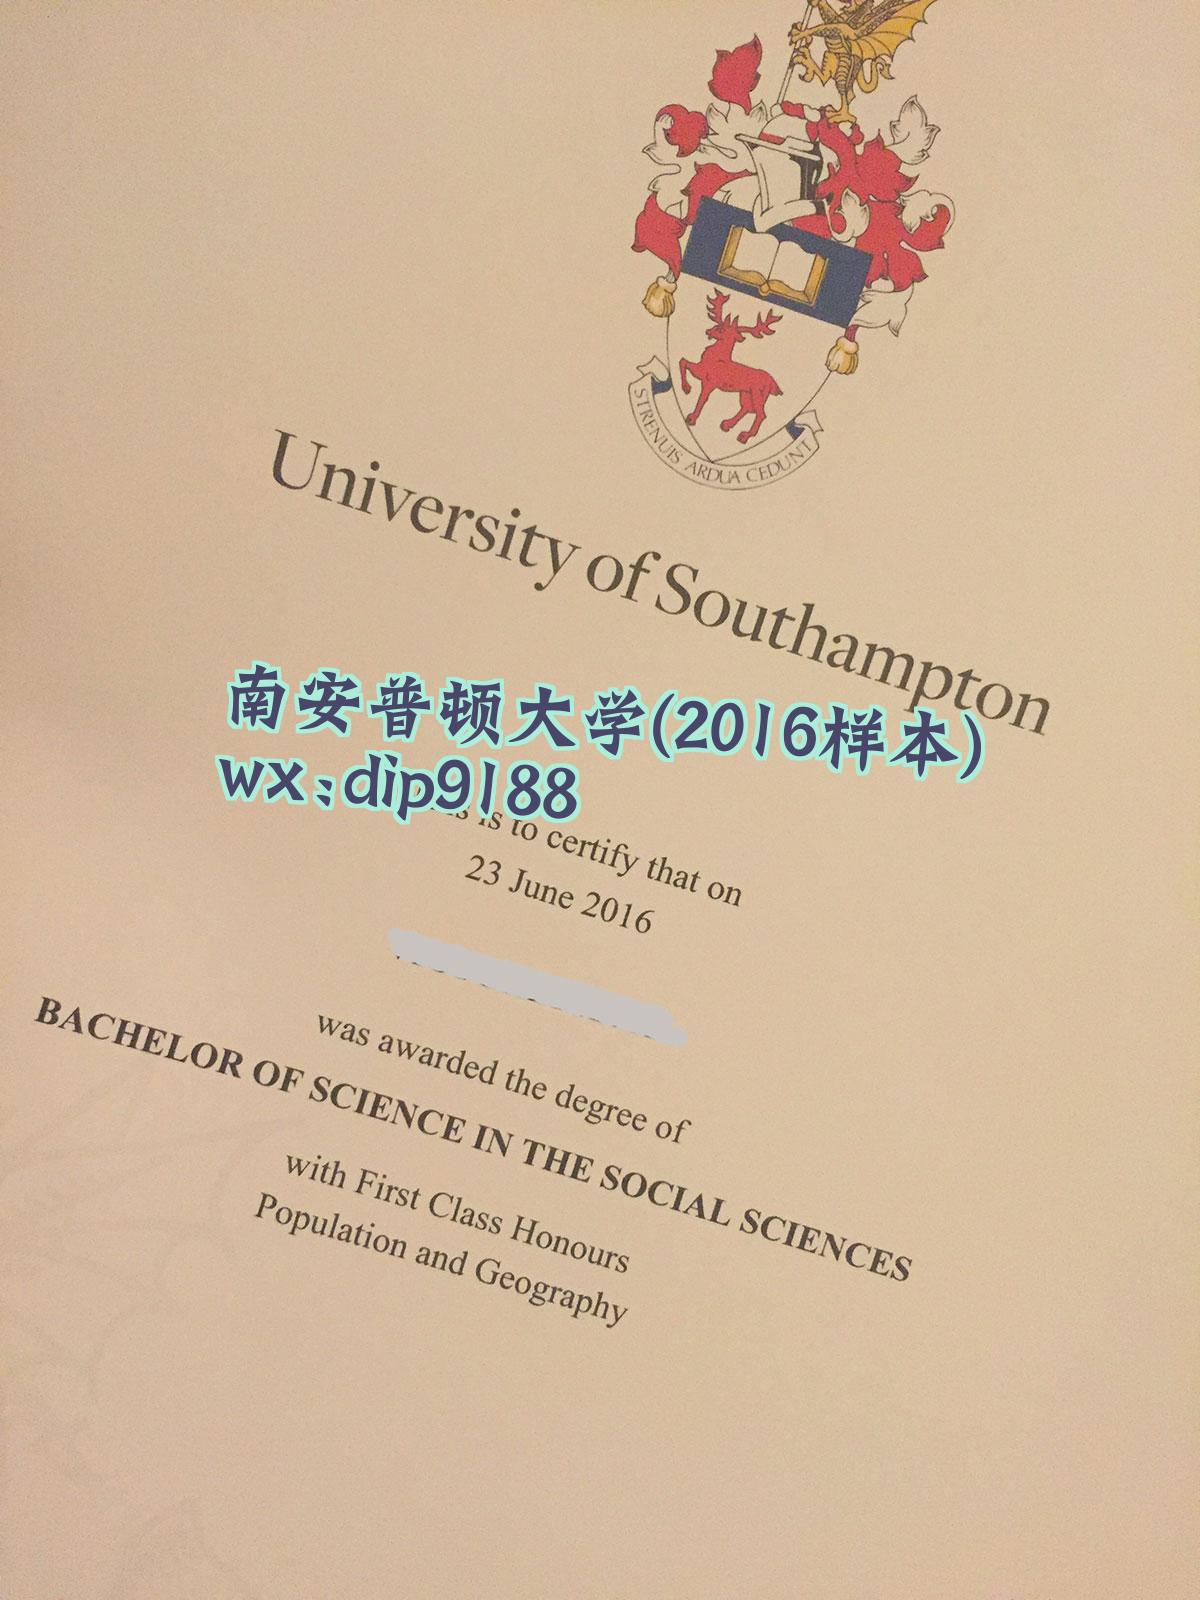 STRENUIS ARDUA CEDUNT
University of Southampton
南安普顿大学(2016样本)
wx:dip9188
is to certify that on
23 June 2016
was awarded the degree of
BACHELOR OF SCIENCE IN THE SOCIAL SCIENCES
with First Class Honours
Population and Geography